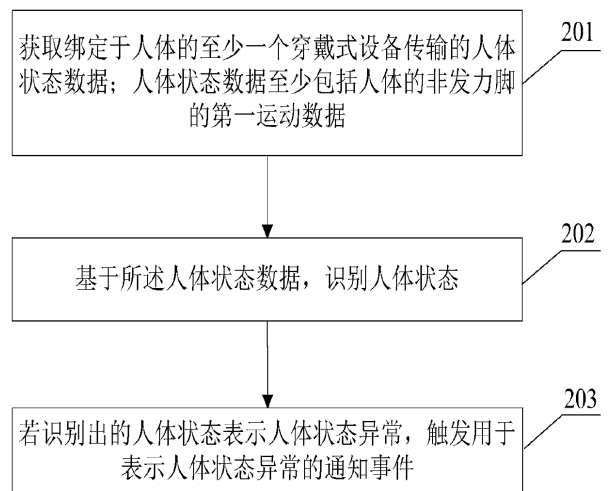 获取绑定于人体的至少一个穿戴式设备传输的人体
状态数据；人体状态数据至少包括人体的非发力脚
的第一运动数据
201
基于所述人体状态数据，识别人体状态
202
若识别出的人体状态表示人体状态异常，触发用于
表示人体状态异常的通知事件
203